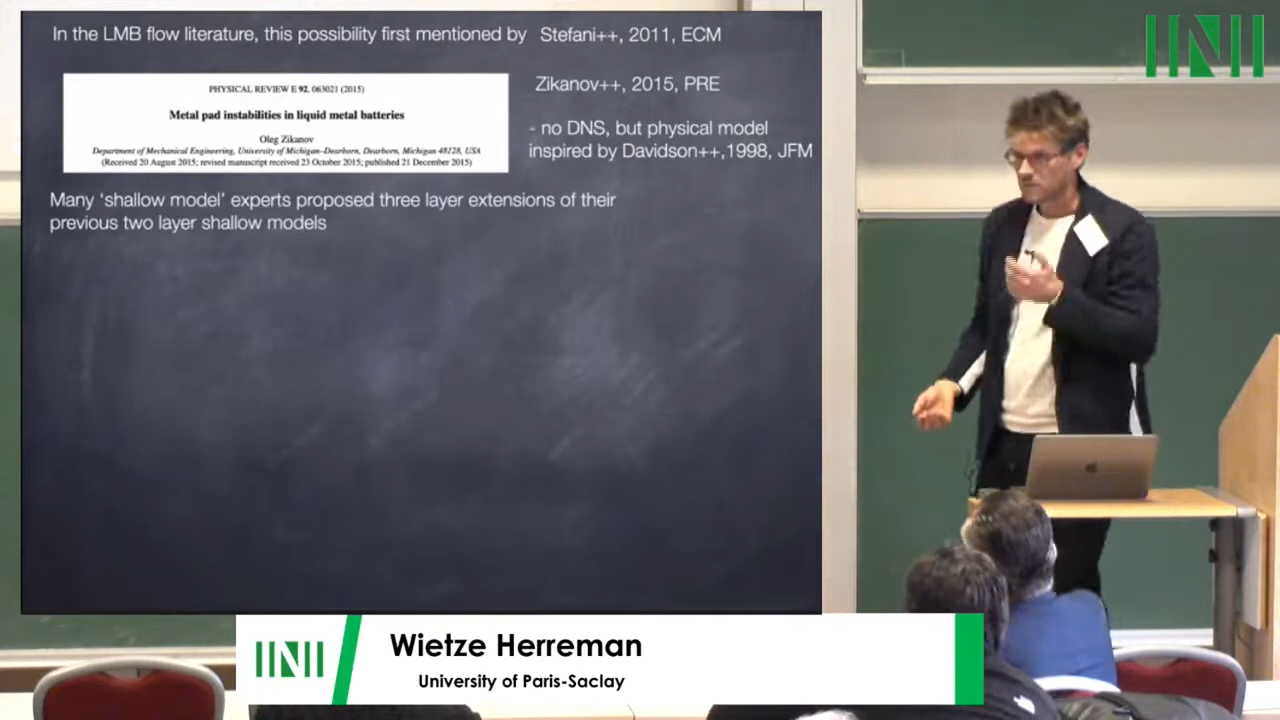 In the LMB flow literature, this possibility first mentioned by Stefani++, 2011, ECM
Zikanov++, 2015, PRE
PHYSICAL REVIEW E 92, 063021 (2015)
Metal pad instabilities in liquid metal batteries
Oleg Zikanov
Department of Mechanical Engineering, University of Michigan–Dearborn, Dearborn, Michigan 48128, USA
(Received 20 August 2015; revised manuscript received 23 October 2015; published 21 December 2015)
- no DNS, but physical model
inspired by Davidson++,1998, JFM
Many ‘shallow model’ experts proposed three layer extensions of their
previous two layer shallow models
Wietze Herreman
University of Paris-Saclay